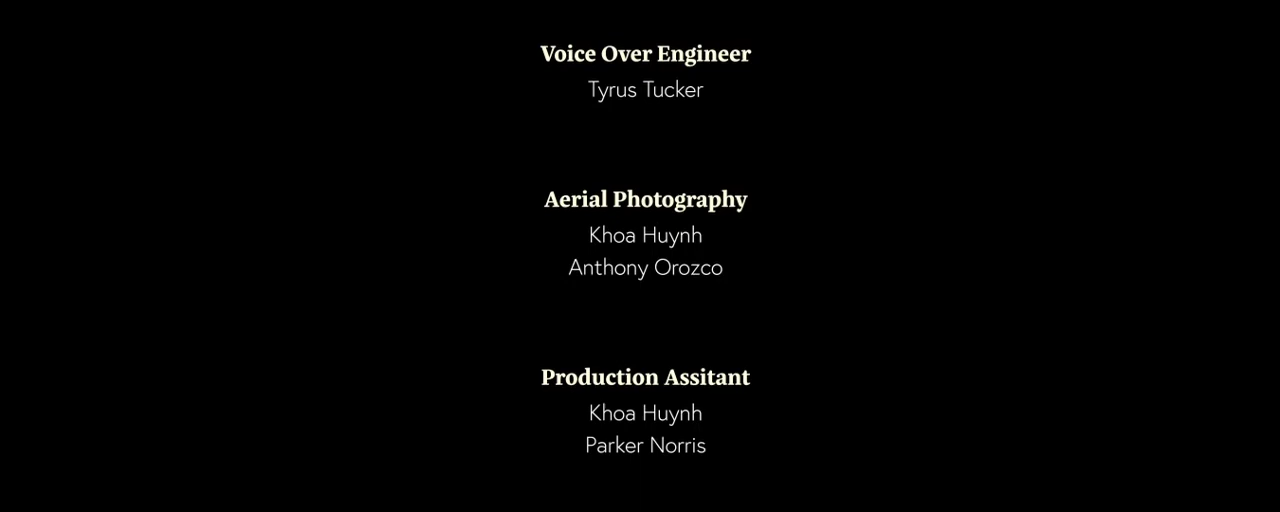 Voice Over Engineer
Tyrus Tucker
Aerial Photography
Khoa Huynh
Anthony Orozco
Production Assitant
Khoa Huynh
Parker Norris